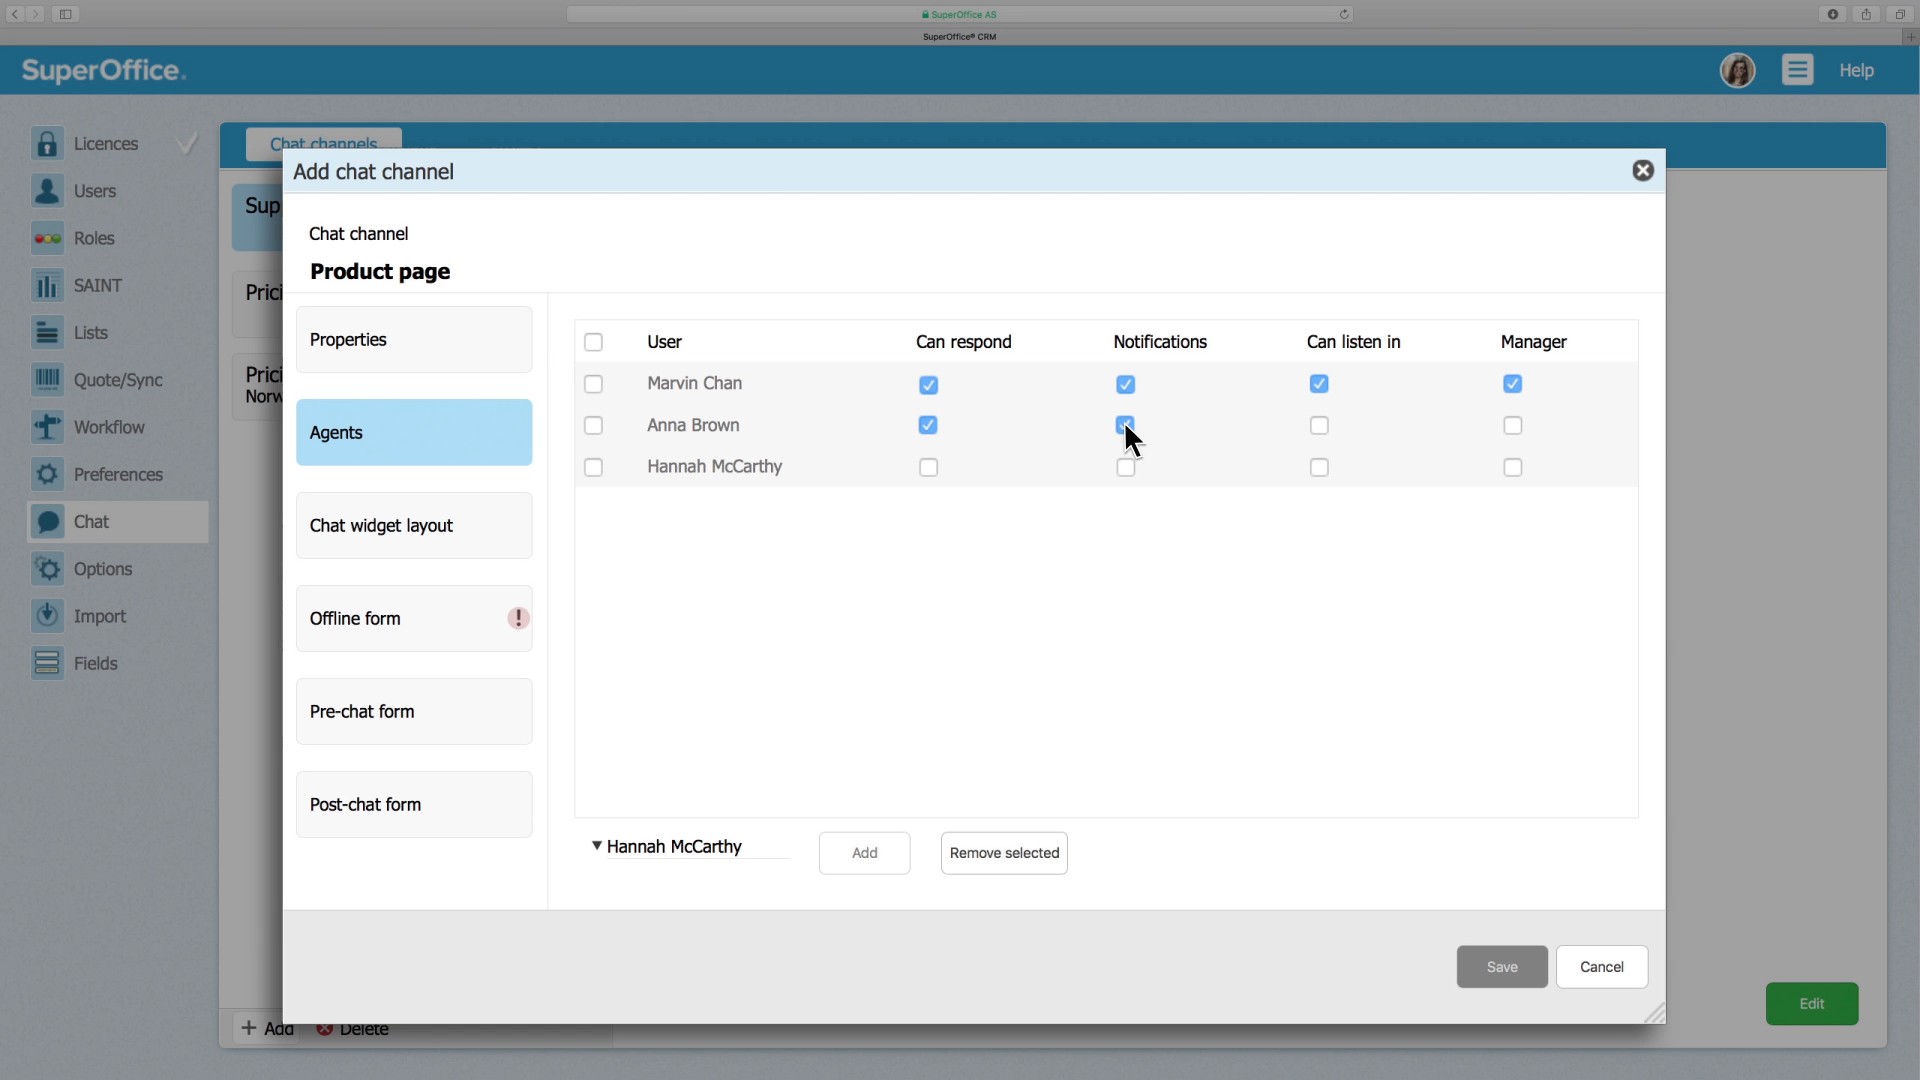 SuperOffice AS
SuperOffice® CRM
SuperOffice.
Help
Licences
Users
Roles
SAINT
Lists
Quote/Sync
Workflow
Preferences
Chat
Options
Import
Fields
Chat channels
Sup
Prici
Prici
Norw
Add chat channel
Chat channel
Product page
Properties
Agents
Chat widget layout
Offline form !
Pre-chat form
Post-chat form
User Can respond Notifications Can listen in Manager
Marvin Chan
Anna Brown
Hannah McCarthy
Hannah McCarthy Add Remove selected
Save Cancel
Edit
+ Add Delete